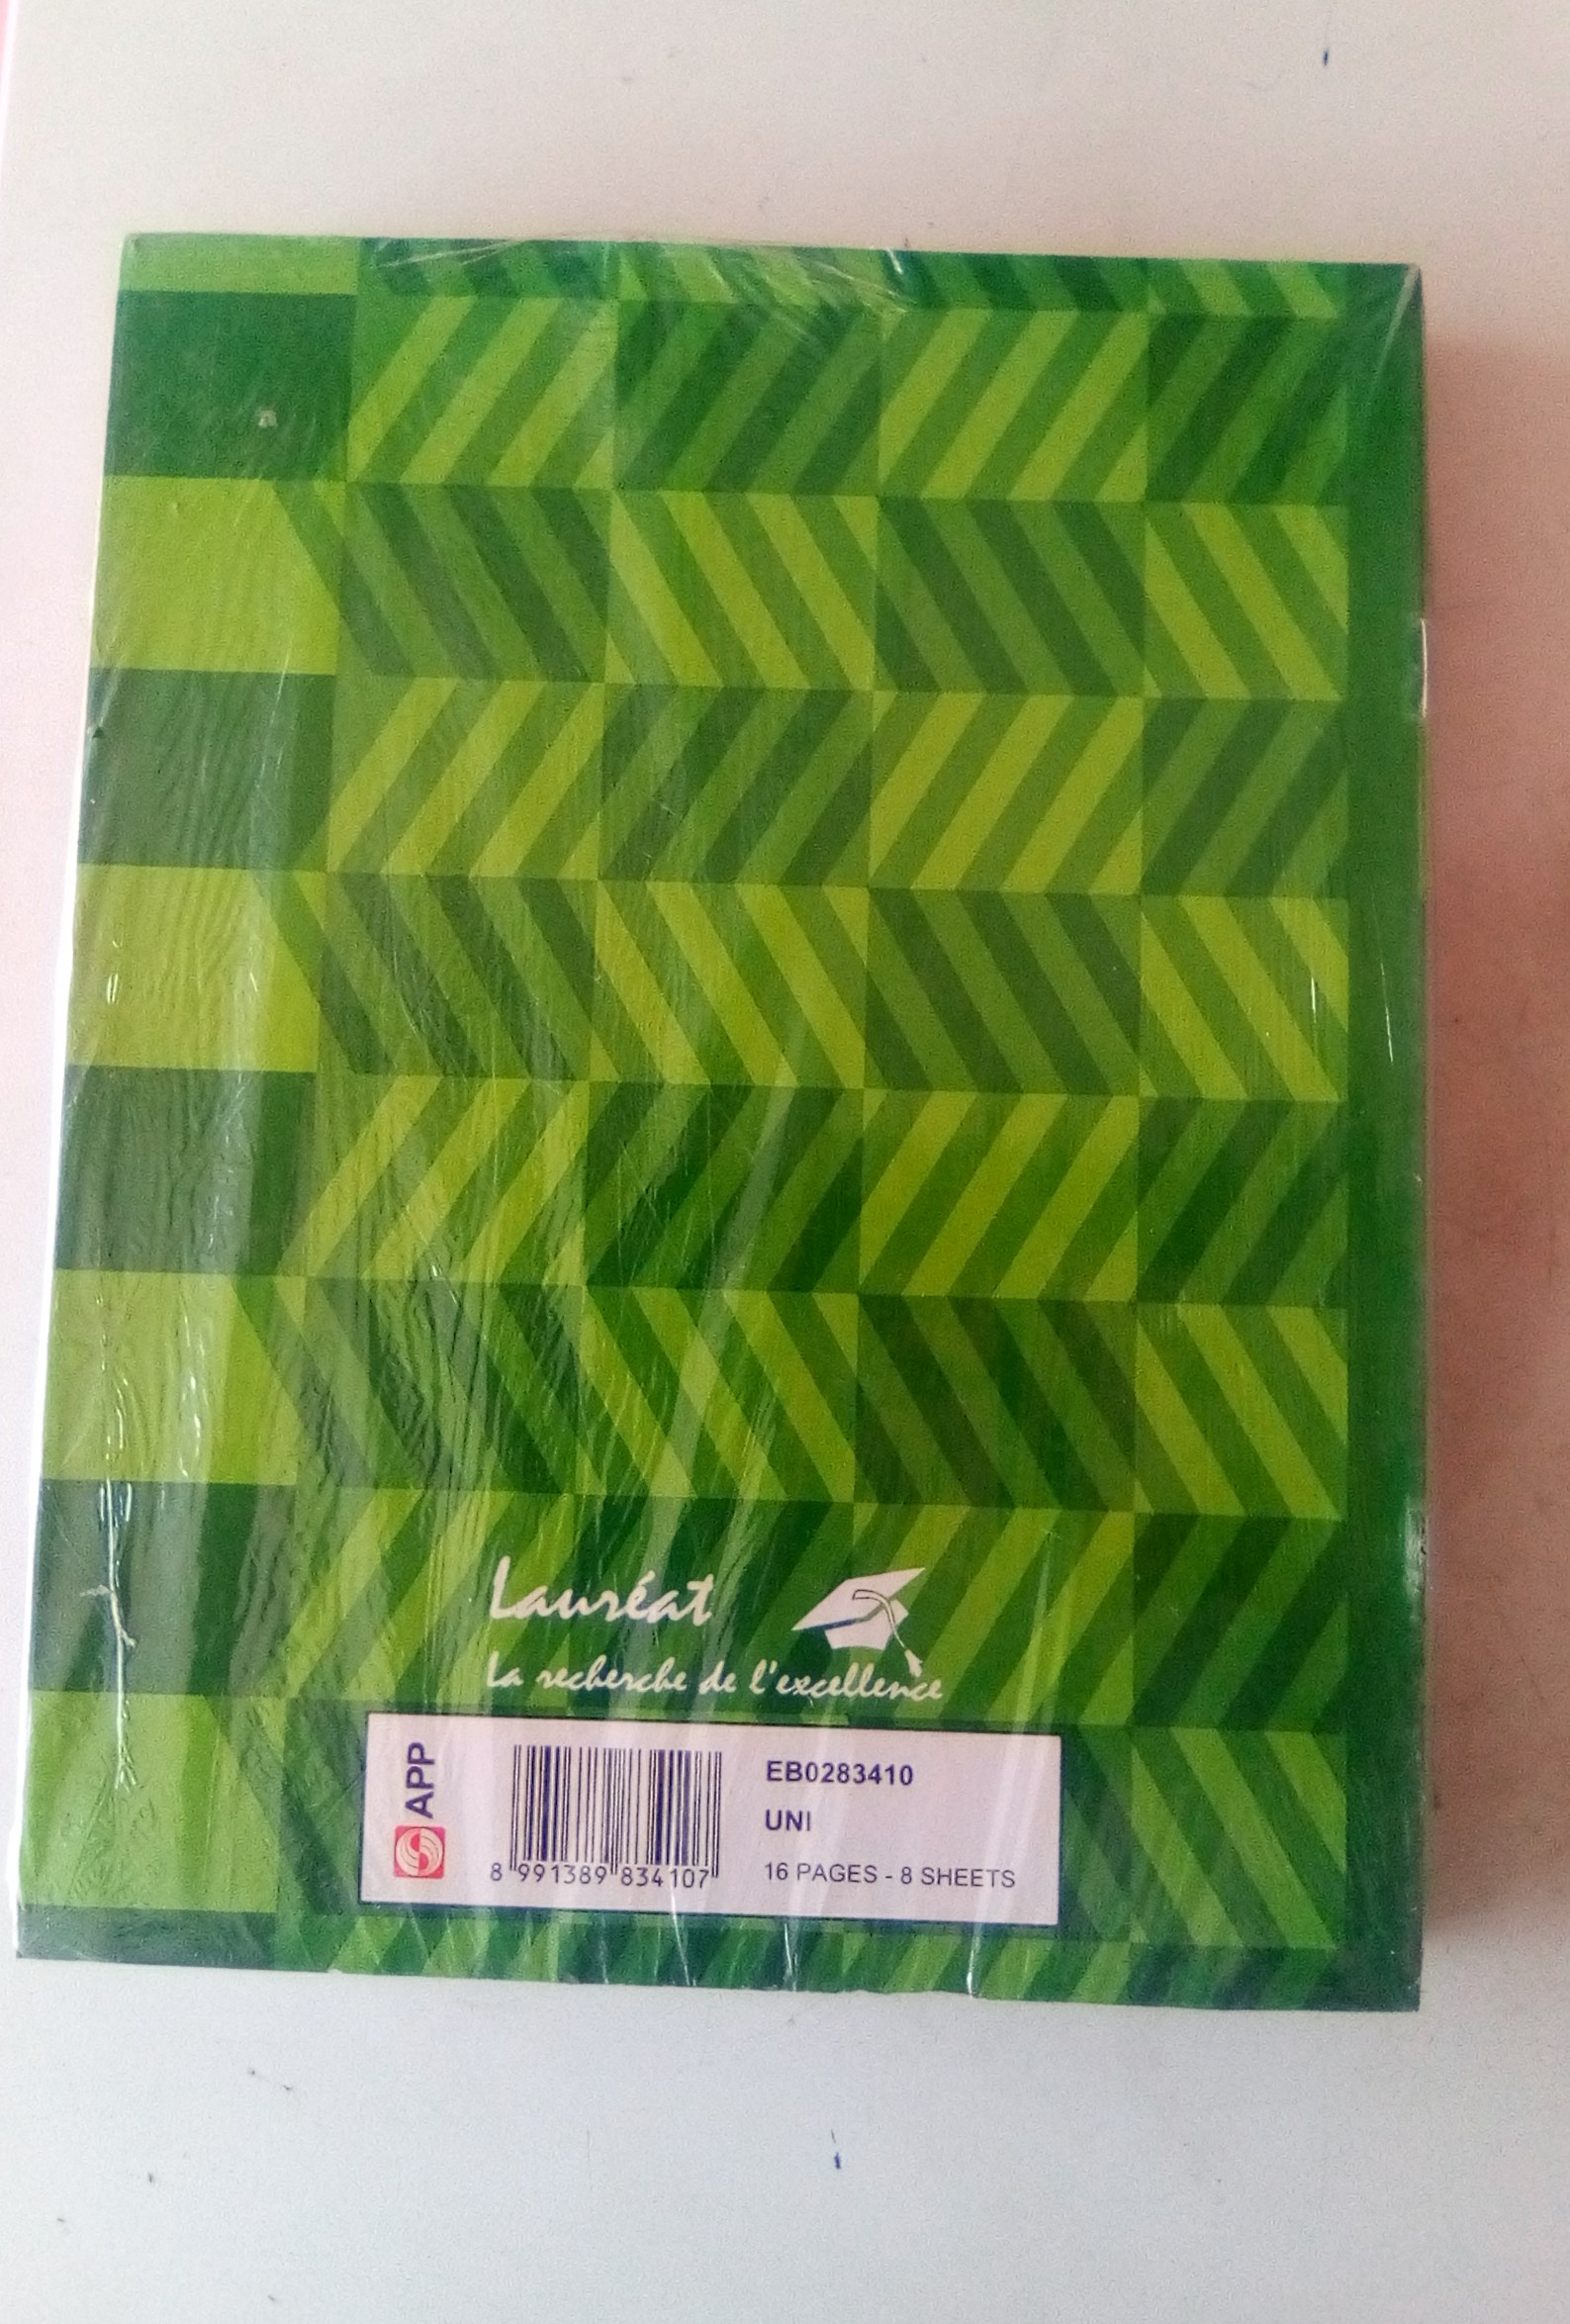 Lauréat
La recherche de l'excellence
APP
8 991389 834107
EB0283410
UNI
16 PAGES - 8 SHEETS